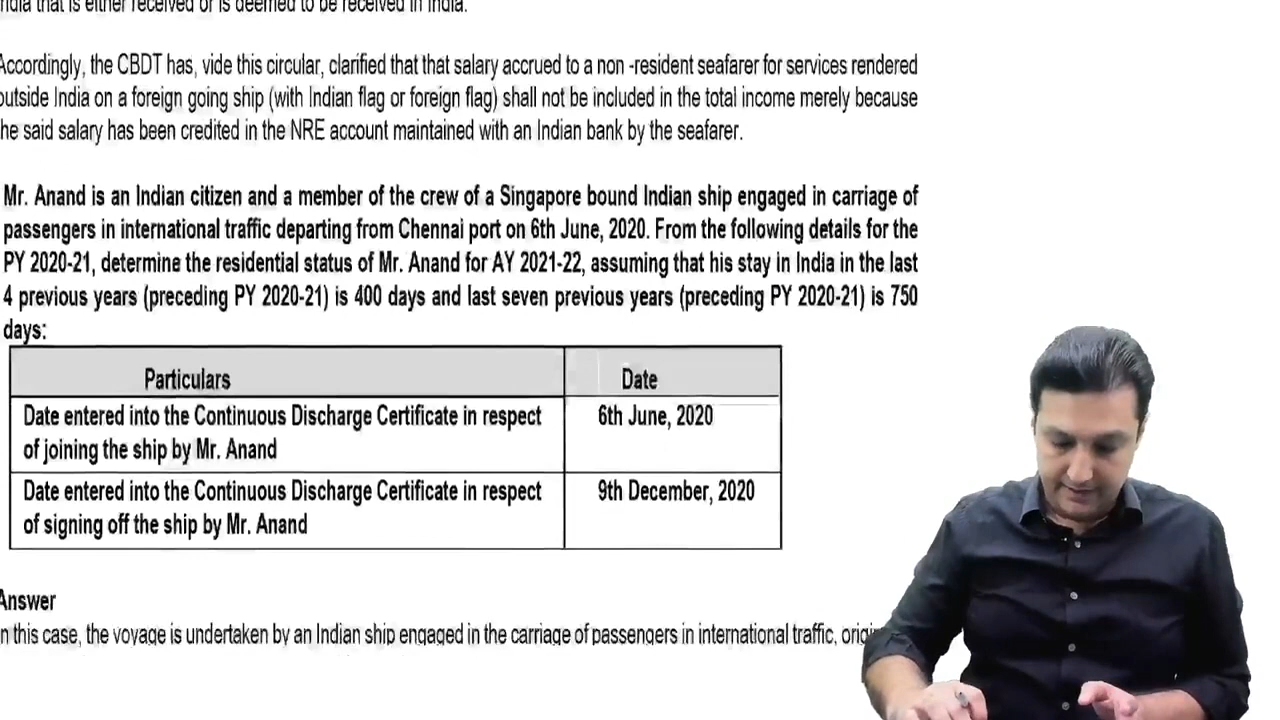 ndia that is either received or is deemed to be received in India.
Accordingly, the CBDT has, vide this circular, clarified that that salary accrued to a non -resident seafarer for services rendered
outside India on a foreign going ship (with Indian flag or foreign flag) shall not be included in the total income merely because
he said salary has been credited in the NRE account maintained with an Indian bank by the seafarer.
Mr. Anand is an Indian citizen and a member of the crew of a Singapore bound Indian ship engaged in carriage of
passengers in international traffic departing from Chennai port on 6th June, 2020. From the following details for the
PY 2020-21, determine the residential status of Mr. Anand for AY 2021-22, assuming that his stay in India in the last
4 previous years (preceding PY 2020-21) is 400 days and last seven previous years (preceding PY 2020-21) is 750
days:
Particulars Date
Date entered into the Continuous Discharge Certificate in respect 6th June, 2020
of joining the ship by Mr. Anand
Date entered into the Continuous Discharge Certificate in respect 9th December, 2020
of signing off the ship by Mr. Anand
Answer
n this case, the voyage is undertaken by an Indian ship engaged in the carriage of passengers in international traffic,